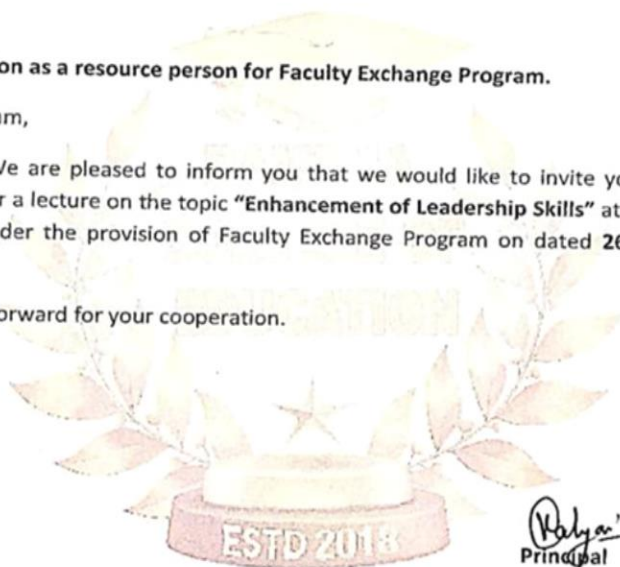 on as a resource person for Faculty Exchange Program.
um,
We are pleased to inform you that we would like to invite yo
r a lecture on the topic "Enhancement of Leadership Skills" at
der the provision of Faculty Exchange Program on dated 26
orward for your cooperation.
ESTD 2018
Principal